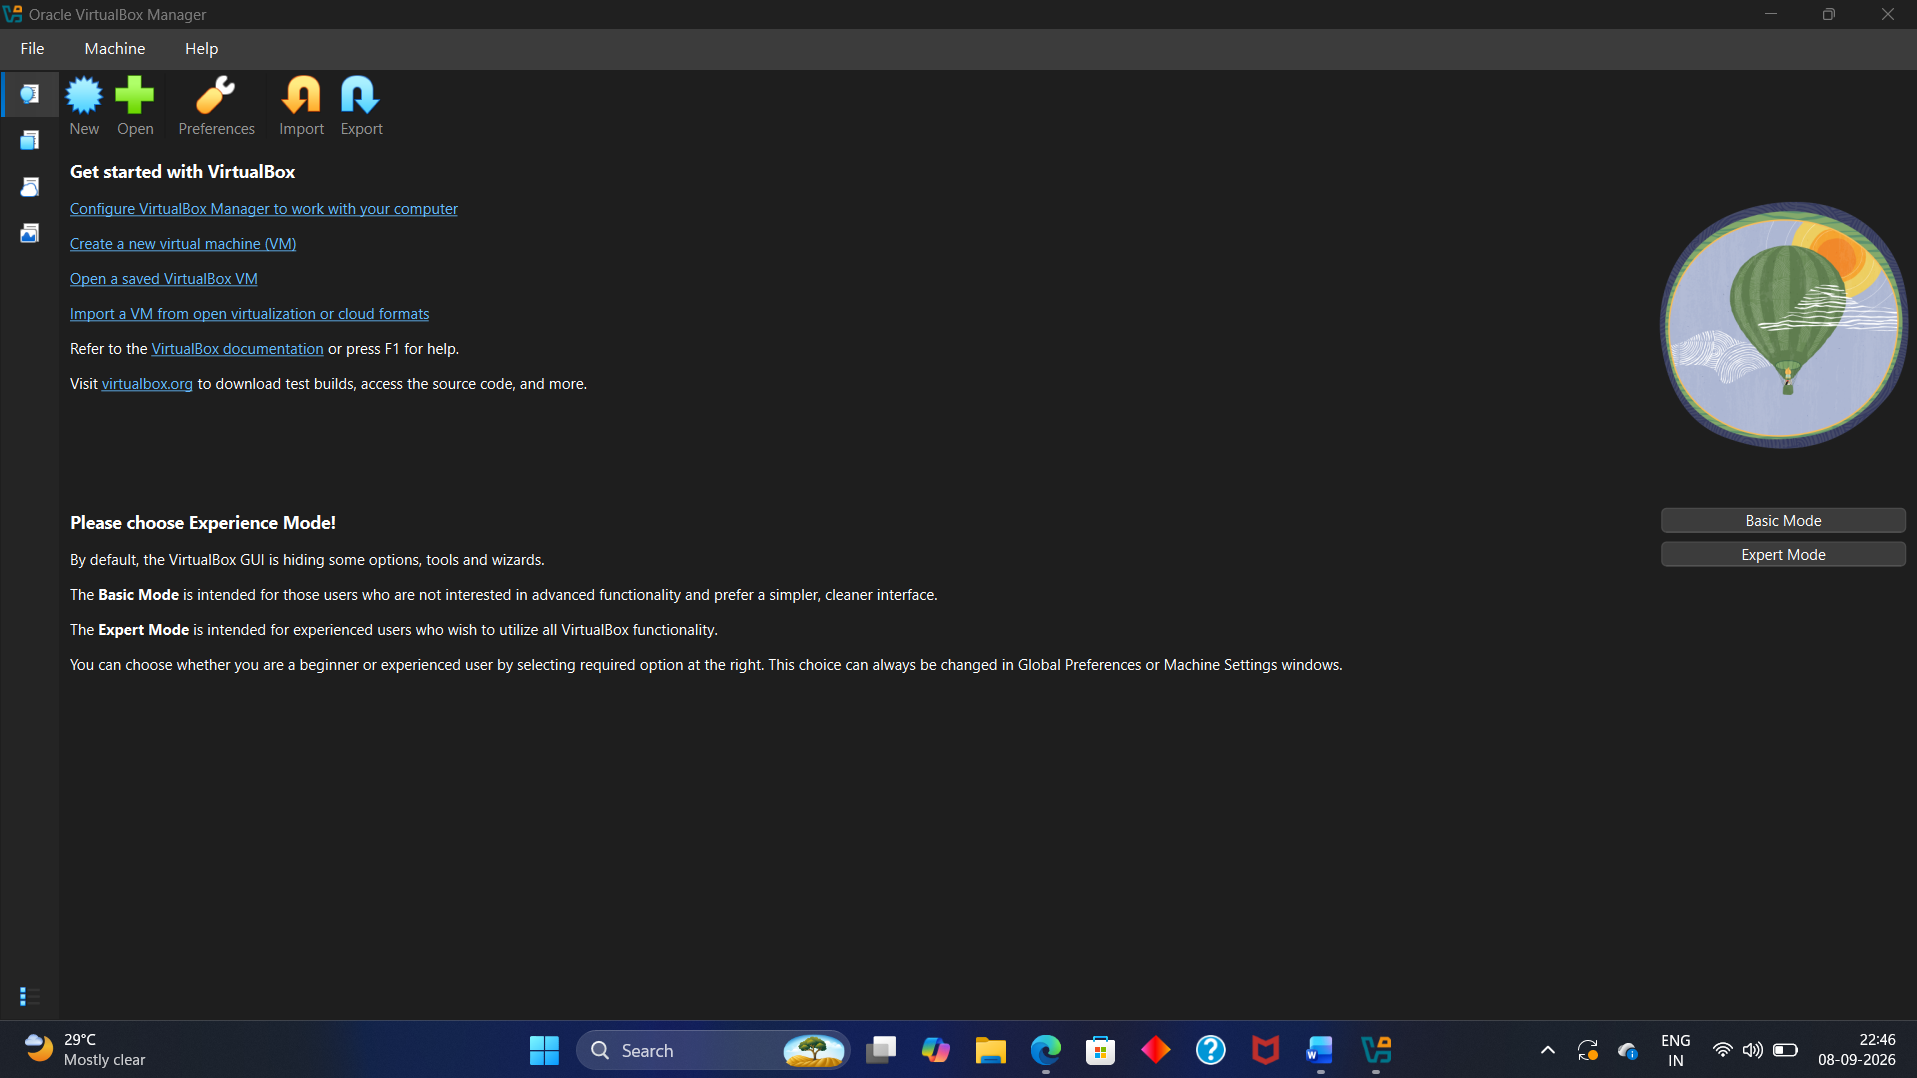 Oracle VirtualBox Manager
File Machine Help
New Open Preferences Import Export
Get started with VirtualBox
Configure VirtualBox Manager to work with your computer
Create a new virtual machine (VM)
Open a saved VirtualBox VM
Import a VM from open virtualization or cloud formats
Refer to the VirtualBox documentation or press F1 for help.
Visit virtualbox.org to download test builds, access the source code, and more.
Please choose Experience Mode!
Basic Mode
Expert Mode
By default, the VirtualBox GUI is hiding some options, tools and wizards.
The Basic Mode is intended for those users who are not interested in advanced functionality and prefer a simpler, cleaner interface.
The Expert Mode is intended for experienced users who wish to utilize all VirtualBox functionality.
You can choose whether you are a beginner or experienced user by selecting required option at the right. This choice can always be changed in Global Preferences or Machine Settings windows.
29°C
Mostly clear
Search
ENG
IN
22:46
08-09-2026